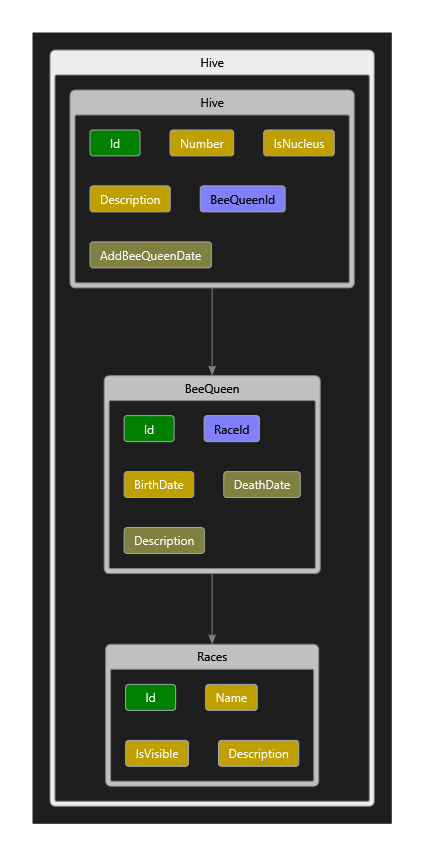 Hive
Hive
Id Number IsNucleus
Description BeeQueenId
AddBeeQueenDate
BeeQueen
Id RaceId
BirthDate DeathDate
Description
Races
Id Name
IsVisible Description